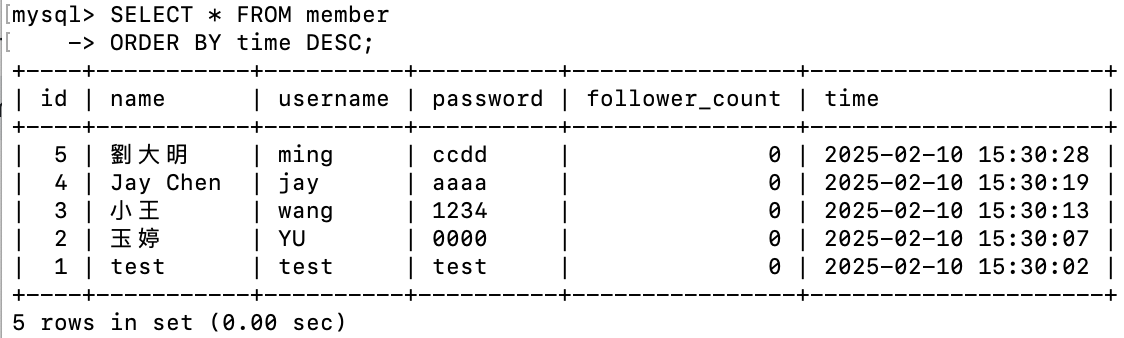 mysql> SELECT * FROM member
    -> ORDER BY time DESC;
+----+-----------+----------+----------+----------------+---------------------+
| id | name      | username | password | follower_count | time                |
+----+-----------+----------+----------+----------------+---------------------+
|  5 | 劉大明    | ming     | ccdd     |              0 | 2025-02-10 15:30:28 |
|  4 | Jay Chen  | jay      | aaaa     |              0 | 2025-02-10 15:30:19 |
|  3 | 小王      | wang     | 1234     |              0 | 2025-02-10 15:30:13 |
|  2 | 玉婷      | YU       | 0000     |              0 | 2025-02-10 15:30:07 |
|  1 | test      | test     | test     |              0 | 2025-02-10 15:30:02 |
+----+-----------+----------+----------+----------------+---------------------+
5 rows in set (0.00 sec)